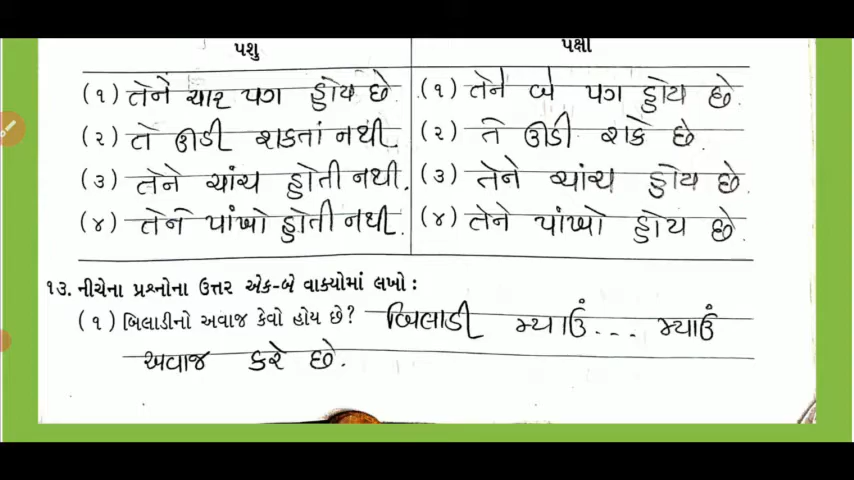 પશુ પક્ષી
(૧) તેને ચાર પગ હોય છે. (૧) તેને બે પગ હોય છે.
(૨) તે ઊડી શકતાં નથી. (૨) તે ઊડી શકે છે.
(૩) તેને ચાંચ હોતી નથી. (૩) તેને ચાંચ હોય છે.
(૪) તેને પાંખો હોતી નથી. (૪) તેને પાંખો હોય છે.
૧૩. નીચેના પ્રશ્નોના ઉત્તર એક-બે વાક્યોમાં લખો :
(૧) બિલાડીનો અવાજ કેવો હોય છે? બિલાડી મ્યાઉં... મ્યાઉં
અવાજ કરે છે.